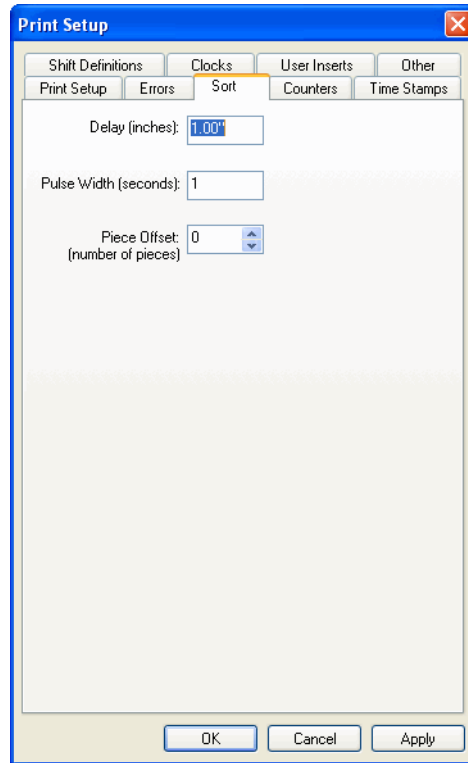 Print Setup
Shift Definitions Clocks User Inserts Other
Print Setup Errors Sort Counters Time Stamps
Delay (inches): 1.00"
Pulse Width (seconds): 1
Piece Offset: 0
(number of pieces)
OK Cancel Apply